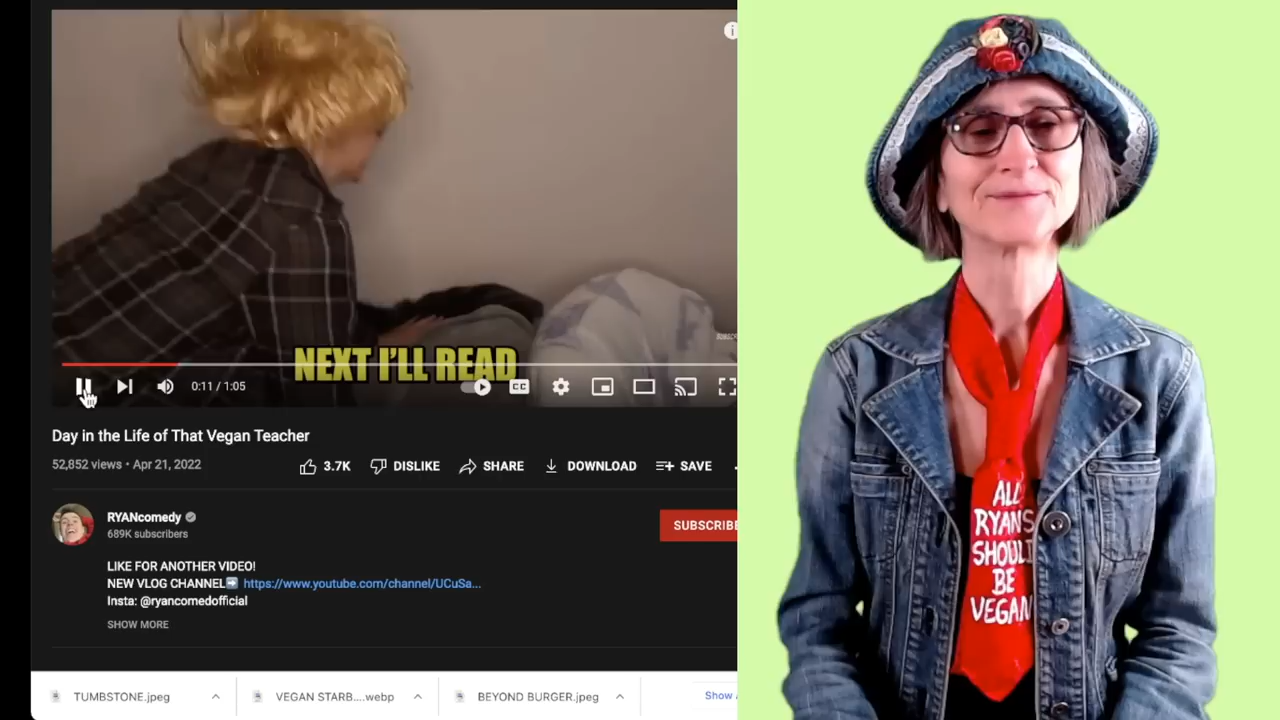 NEXT I'LL READ
0:11 / 1:05
CC
Day in the Life of That Vegan Teacher
52,852 views • Apr 21, 2022
3.7K DISLIKE SHARE DOWNLOAD SAVE
RYANcomedy
689K subscribers
SUBSCRIBE
LIKE FOR ANOTHER VIDEO!
NEW VLOG CHANNEL➡ https://www.youtube.com/channel/UCuSa...
Insta: @ryancomedofficial
SHOW MORE
TUMBSTONE.jpeg
VEGAN STARB....webp
BEYOND BURGER.jpeg
Show
ALL
RYANS
SHOULD
BE
VEGAN